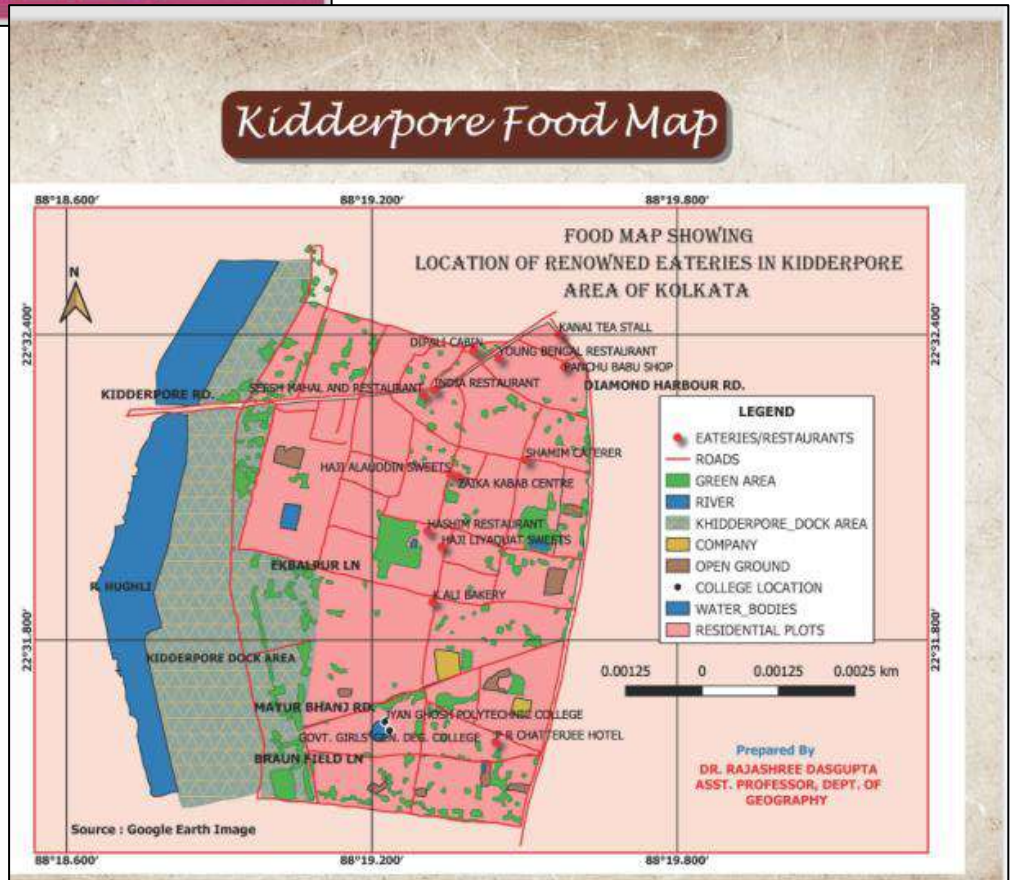 Kidderpore Food Map
88°18.600'
88°19.200'
88°19.800'
FOOD MAP SHOWING
LOCATION OF RENOWNED EATERIES IN KIDDERPORE
AREA OF KOLKATA
N
22°32.400'
22°32.400'
KANAI TEA STALL
DIPALI CABIN
YOUNG BENGAL RESTAURANT
PANCHU BABU SHOP
DIAMOND HARBOUR RD.
SEESH MAHAL AND RESTAURANT
INDIA RESTAURANT
KIDDERPORE RD.
LEGEND
EATERIES/RESTAURANTS
ROADS
GREEN AREA
RIVER
KHIDDERPORE_DOCK AREA
COMPANY
OPEN GROUND
COLLEGE LOCATION
WATER_BODIES
RESIDENTIAL PLOTS
SHAMIM CATERER
HAJI ALAUDDIN SWEETS
ZAIKA KABAB CENTRE
HASHIM RESTAURANT
HAJI LIYAQUAT SWEETS
EKBALPUR LN
R. HUGHLI
K.ALI BAKERY
22°31.800'
22°31.800'
KIDDERPORE DOCK AREA
0.00125 0 0.00125 0.0025 km
MAYUR BHANJ RD.
JYAN GHOSH POLYTECHNIC COLLEGE
GOVT. GIRLS' GEN. DEG. COLLEGE
P R CHATTERJEE HOTEL
BRAUN FIELD LN
Prepared By
DR. RAJASHREE DASGUPTA
ASST. PROFESSOR, DEPT. OF
GEOGRAPHY
Source : Google Earth Image
88°18.600'
88°19.200'
88°19.800'